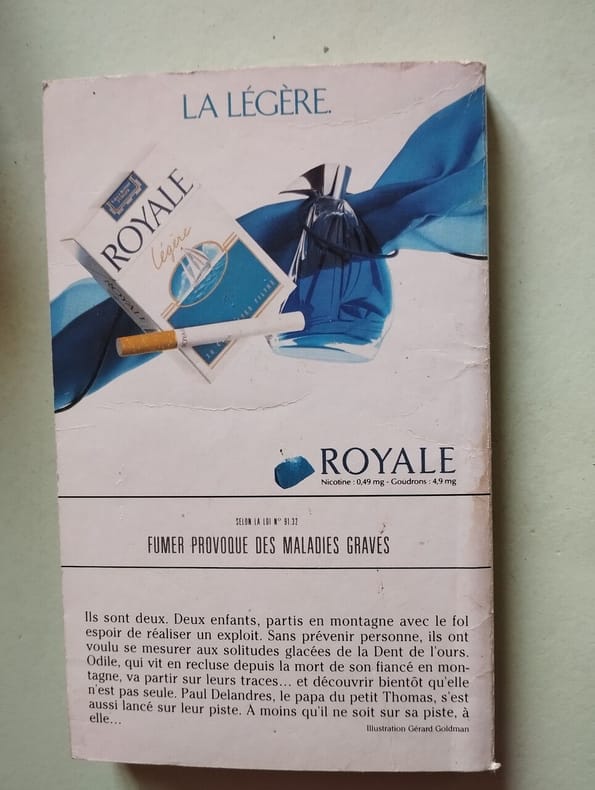 LA LÉGÈRE.
ROYALE
Légère
ROYALE
ROYALE
Nicotine : 0,49 mg - Goudrons : 4,9 mg
SELON LA LOI N° 91.32
FUMER PROVOQUE DES MALADIES GRAVES
Ils sont deux. Deux enfants, partis en montagne avec le fol
espoir de réaliser un exploit. Sans prévenir personne, ils ont
voulu se mesurer aux solitudes glacées de la Dent de l'ours.
Odile, qui vit en recluse depuis la mort de son fiancé en mon-
tagne, va partir sur leurs traces... et découvrir bientôt qu'elle
n'est pas seule. Paul Delandres, le papa du petit Thomas, s'est
aussi lancé sur leur piste. A moins qu'il ne soit sur sa piste, à
elle...
Illustration Gérard Goldman